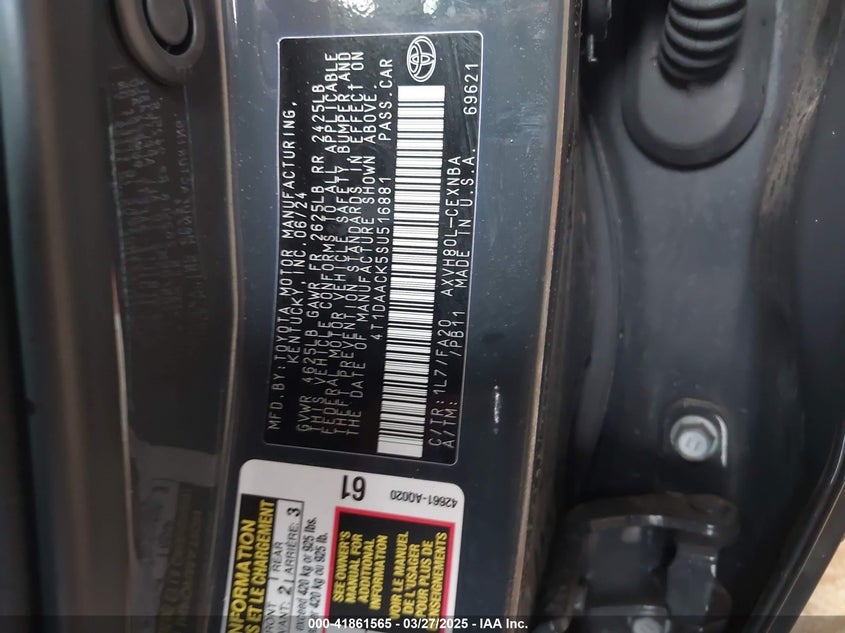 MFD. BY: TOYOTA MOTOR MANUFACTURING,
KENTUCKY, INC. 06/24
GVWR 4625LB GAWR FR 2625LB RR 2425LB
THIS VEHICLE CONFORMS TO ALL APPLICABLE
FEDERAL MOTOR VEHICLE SAFETY, BUMPER, AND
THEFT PREVENTION STANDARDS IN EFFECT ON
THE DATE OF MANUFACTURE SHOWN ABOVE.
4T1DAACK5SU516881 PASS. CAR
C/TR: 1L7/FA20 AXVH80L-CEXNBA
A/TM: /PB11 MADE IN U.S.A.
69621
42661-A0020
61
ET LE CHARGEMENT
REAR
2 ARRIÈRE: 3
exceed 420 kg or 925 lbs.
420 kg ou 925 lb.
SEE OWNER'S
MANUAL FOR
ADDITIONAL
INFORMATION
VOIR LE MANUEL
DE L'USAGER
POUR PLUS DE
RENSEIGNEMENTS
000-41861565 — 03/27/2025 — IAA Inc.